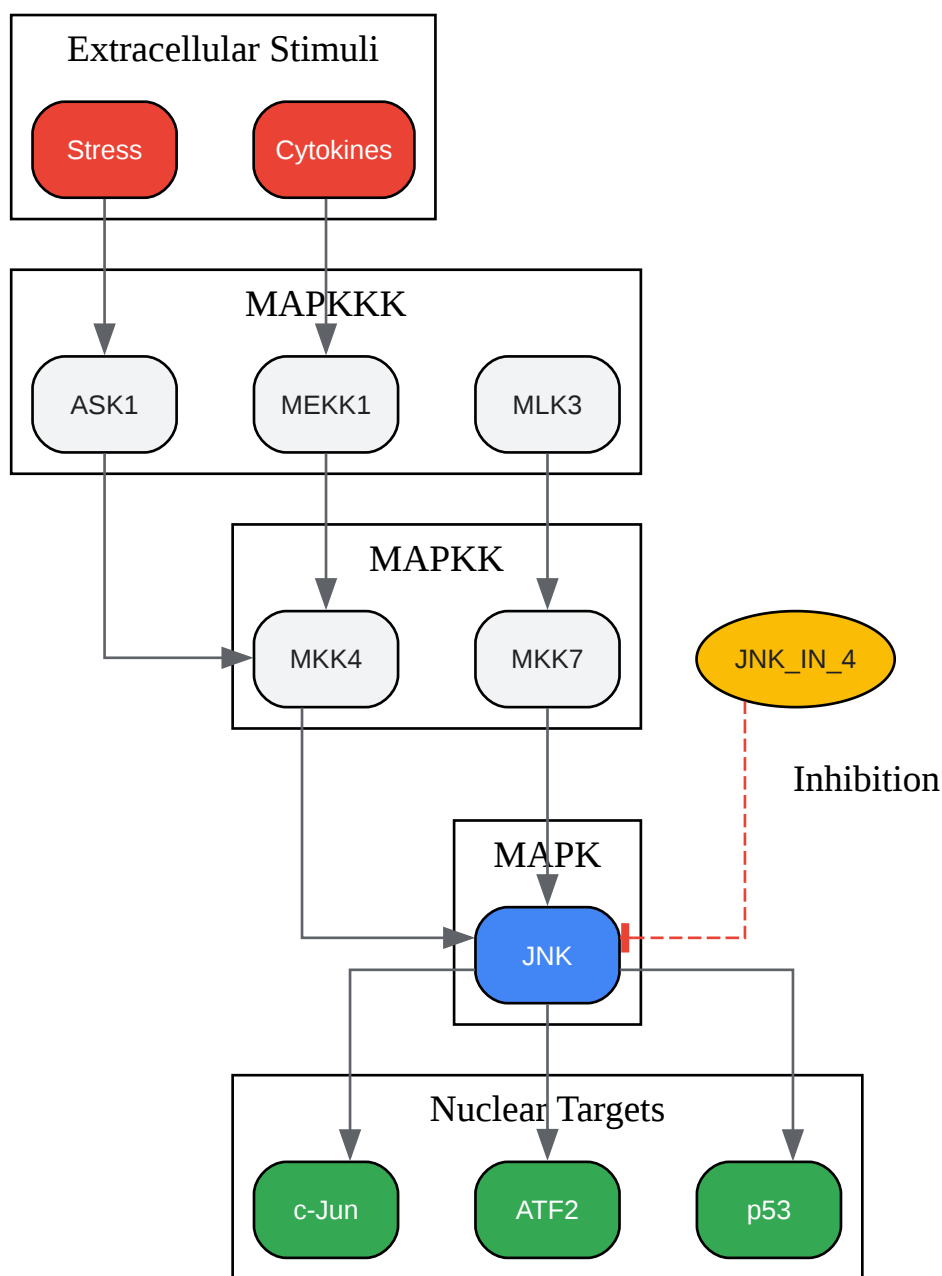 Extracellular Stimuli
Stress
Cytokines
MAPKKK
ASK1
MEKK1
MLK3
MAPKK
MKK4
MKK7
JNK_IN_4
Inhibition
MAPK
JNK
Nuclear Targets
c-Jun
ATF2
p53